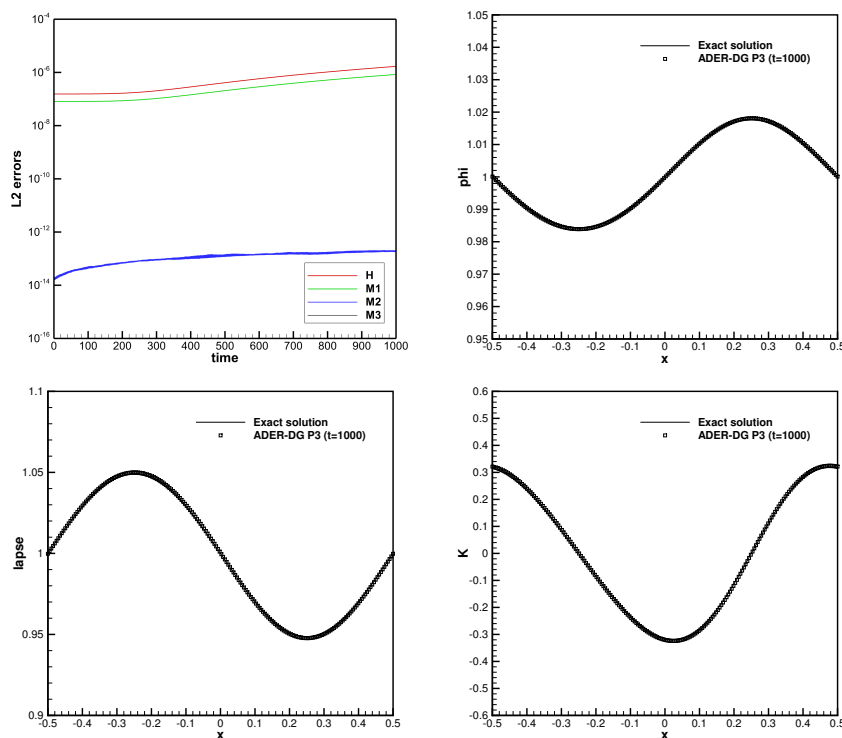 L2 errors
10^-4
10^-6
10^-8
10^-10
10^-12
10^-14
10^-16
H
M1
M2
M3
0 100 200 300 400 500 600 700 800 900 1000
time
phi
1.05
1.04
1.03
1.02
1.01
1
0.99
0.98
0.97
0.96
0.95
Exact solution
ADER-DG P3 (t=1000)
-0.5 -0.4 -0.3 -0.2 -0.1 0 0.1 0.2 0.3 0.4 0.5
x
lapse
1.1
1.05
1
0.95
0.9
Exact solution
ADER-DG P3 (t=1000)
-0.5 -0.4 -0.3 -0.2 -0.1 0 0.1 0.2 0.3 0.4 0.5
x
K
0.6
0.5
0.4
0.3
0.2
0.1
0
-0.1
-0.2
-0.3
-0.4
-0.5
-0.6
Exact solution
ADER-DG P3 (t=1000)
-0.5 -0.4 -0.3 -0.2 -0.1 0 0.1 0.2 0.3 0.4 0.5
x